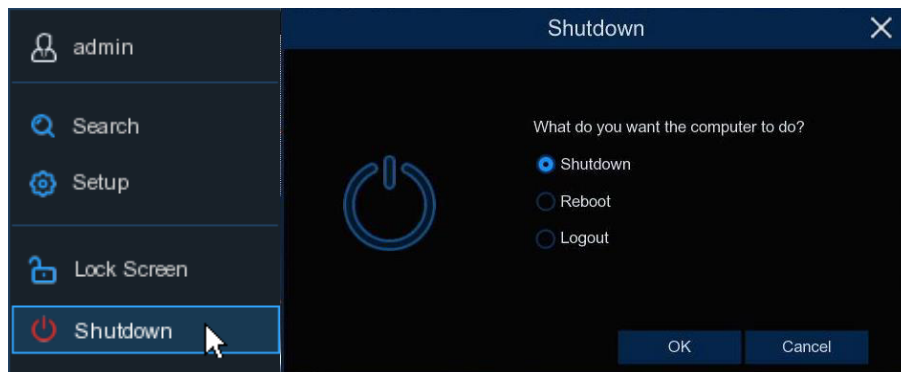 admin
Search
Setup
Lock Screen
Shutdown
Shutdown
What do you want the computer to do?
Shutdown
Reboot
Logout
OK
Cancel